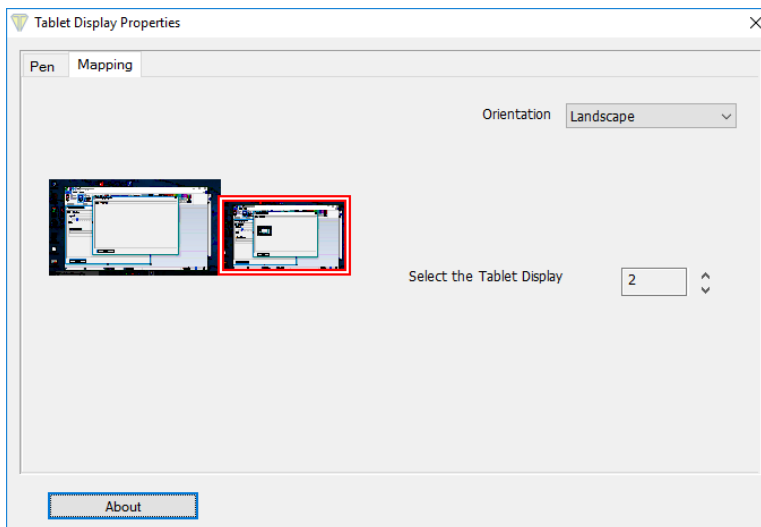 Tablet Display Properties
Pen
Mapping
Orientation
Landscape
Select the Tablet Display
2
About